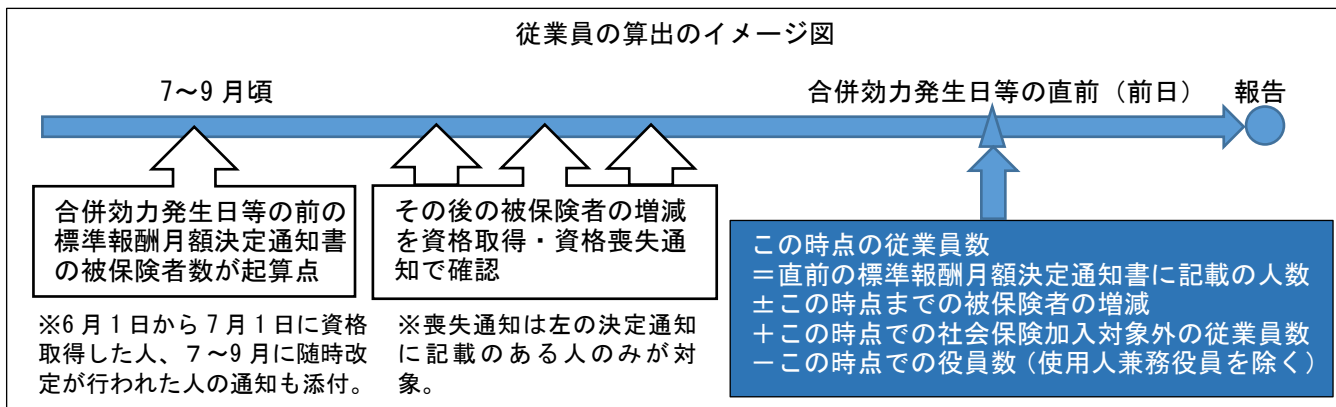 従業員の算出のイメージ図
7～9 月頃
合併効力発生日等の直前（前日）
報告
合併効力発生日等の前の
標準報酬月額決定通知書
の被保険者数が起算点
※6 月 1 日から 7 月 1 日に資格
取得した人、７～9 月に随時改
定が行われた人の通知も添付。
その後の被保険者の増減
を資格取得・資格喪失通
知で確認
※喪失通知は左の決定通知
に記載のある人のみが対
象。
この時点の従業員数
＝直前の標準報酬月額決定通知書に記載の人数
±この時点までの被保険者の増減
＋この時点での社会保険加入対象外の従業員数
－この時点での役員数（使用人兼務役員を除く）